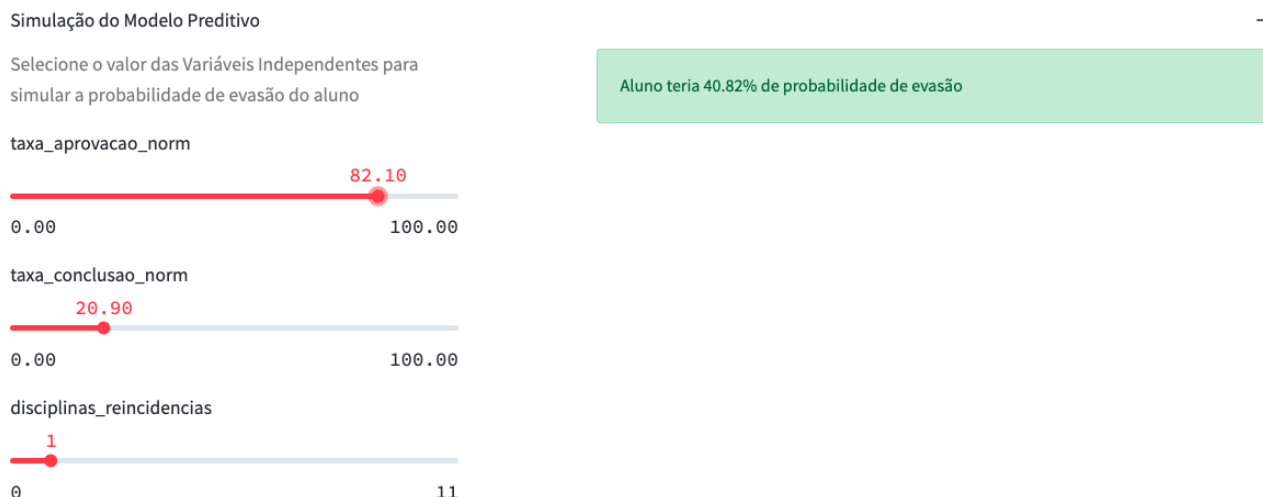 Simulação do Modelo Preditivo
Selecione o valor das Variáveis Independentes para
simular a probabilidade de evasão do aluno
taxa_aprovacao_norm
82.10
0.00 100.00
taxa_conclusao_norm
20.90
0.00 100.00
disciplinas_reincidencias
1
0 11
Aluno teria 40.82% de probabilidade de evasão